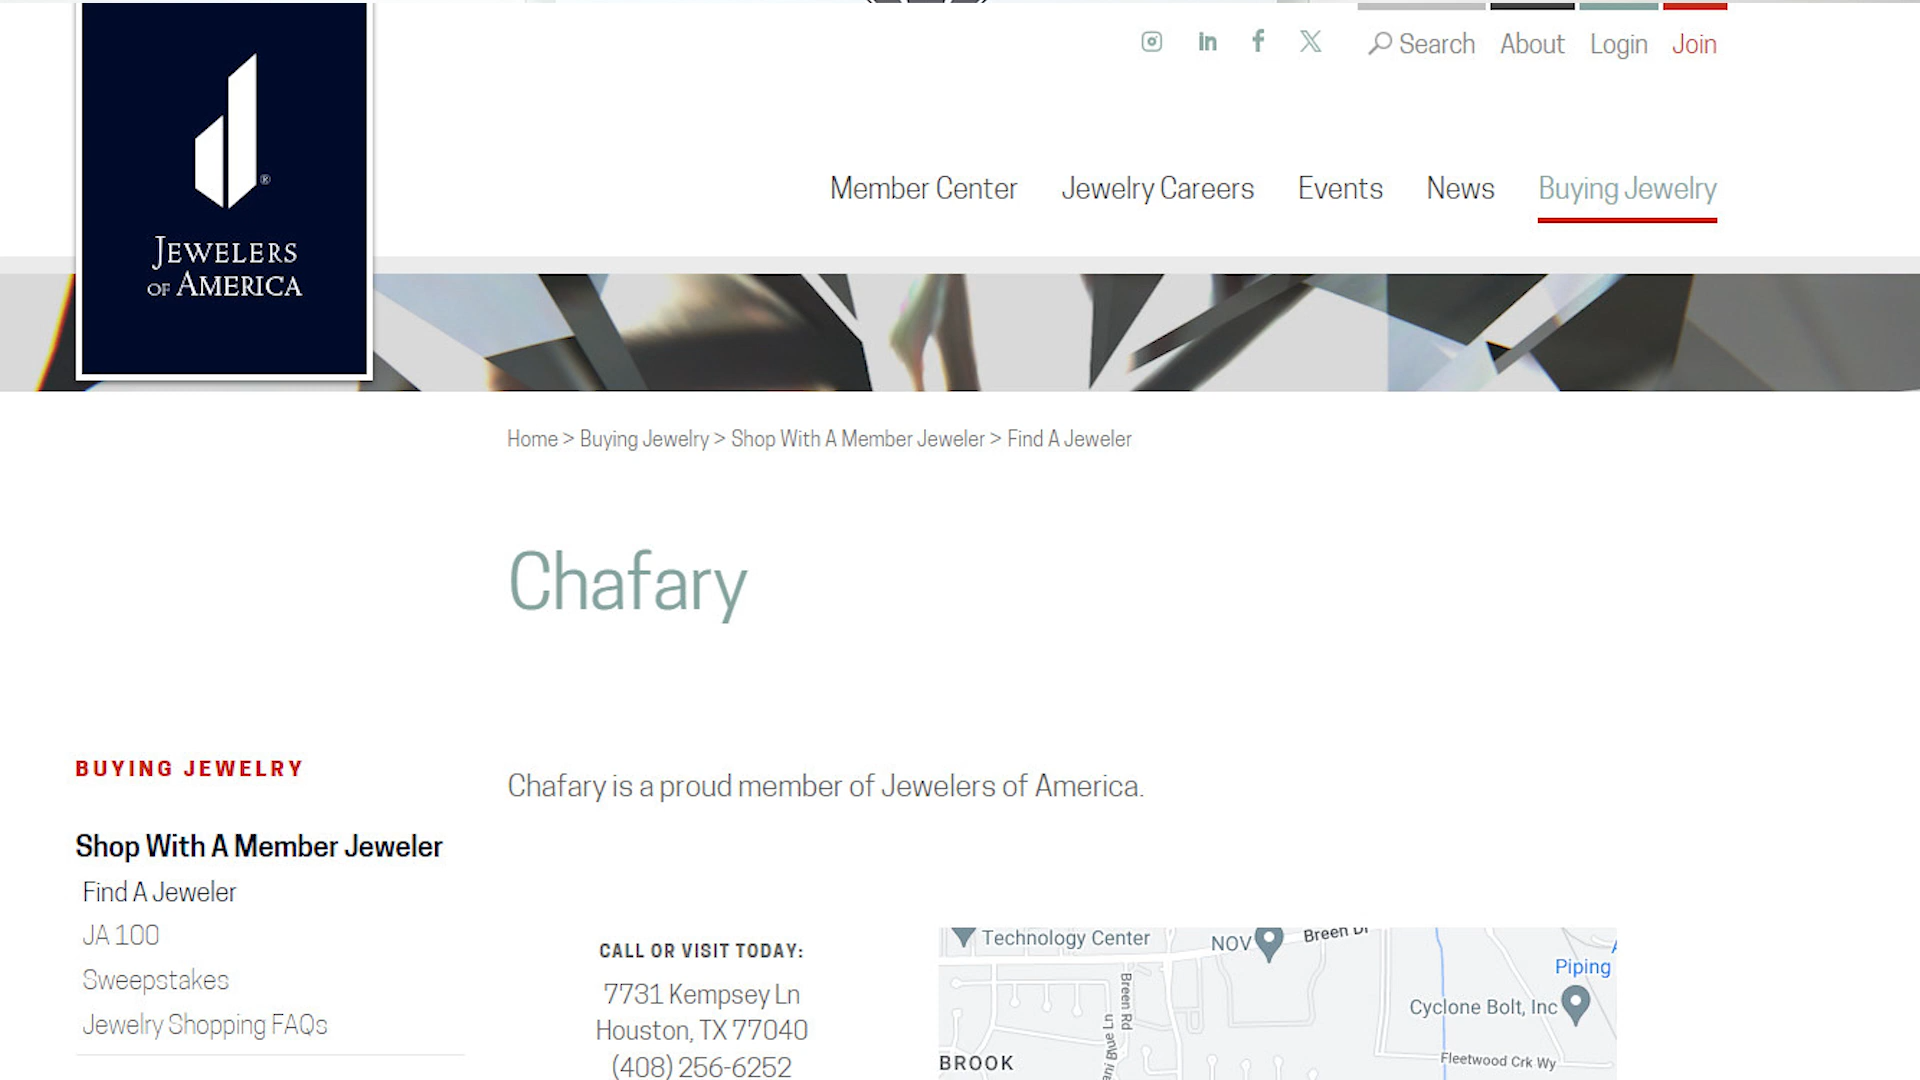 Search About Login Join
JEWELERS
OF AMERICA
®
Member Center Jewelry Careers Events News Buying Jewelry
Home > Buying Jewelry > Shop With A Member Jeweler > Find A Jeweler
Chafary
BUYING JEWELRY
Chafary is a proud member of Jewelers of America.
Shop With A Member Jeweler
Find A Jeweler
JA 100
Sweepstakes
Jewelry Shopping FAQs
CALL OR VISIT TODAY:
7731 Kempsey Ln
Houston, TX 77040
(408) 256-6252
Technology Center
NOV
Breen Dr
Piping
Breen Rd
Cyclone Bolt, Inc
BROOK
Fleetwood Crk Wy